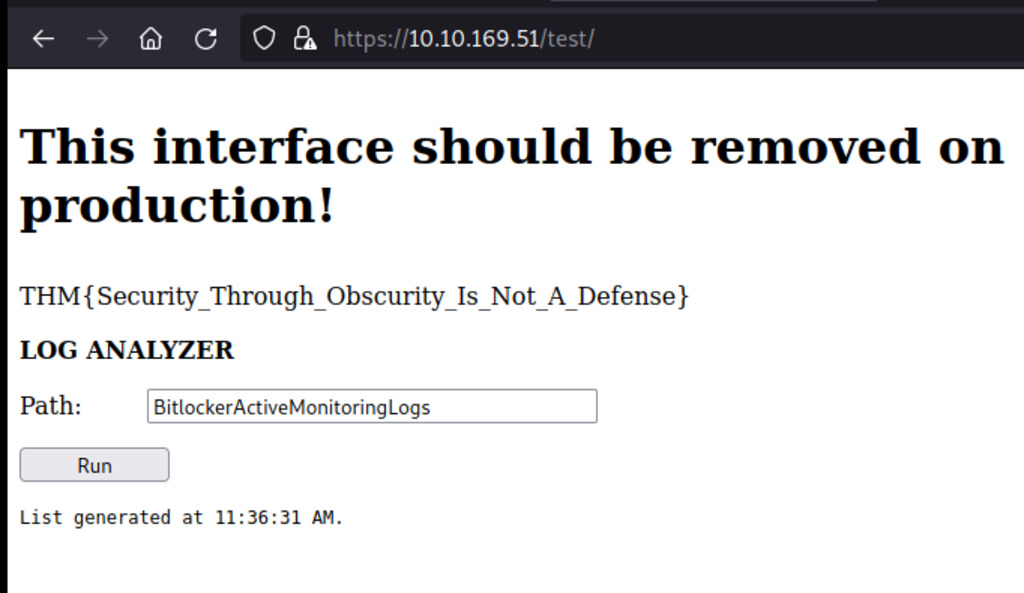 https://10.10.169.51/test/
This interface should be removed on
production!
THM{Security_Through_Obscurity_Is_Not_A_Defense}
LOG ANALYZER
Path: BitlockerActiveMonitoringLogs
Run
List generated at 11:36:31 AM.